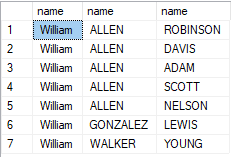 name name name
1 William ALLEN ROBINSON
2 William ALLEN DAVIS
3 William ALLEN ADAM
4 William ALLEN SCOTT
5 William ALLEN NELSON
6 William GONZALEZ LEWIS
7 William WALKER YOUNG